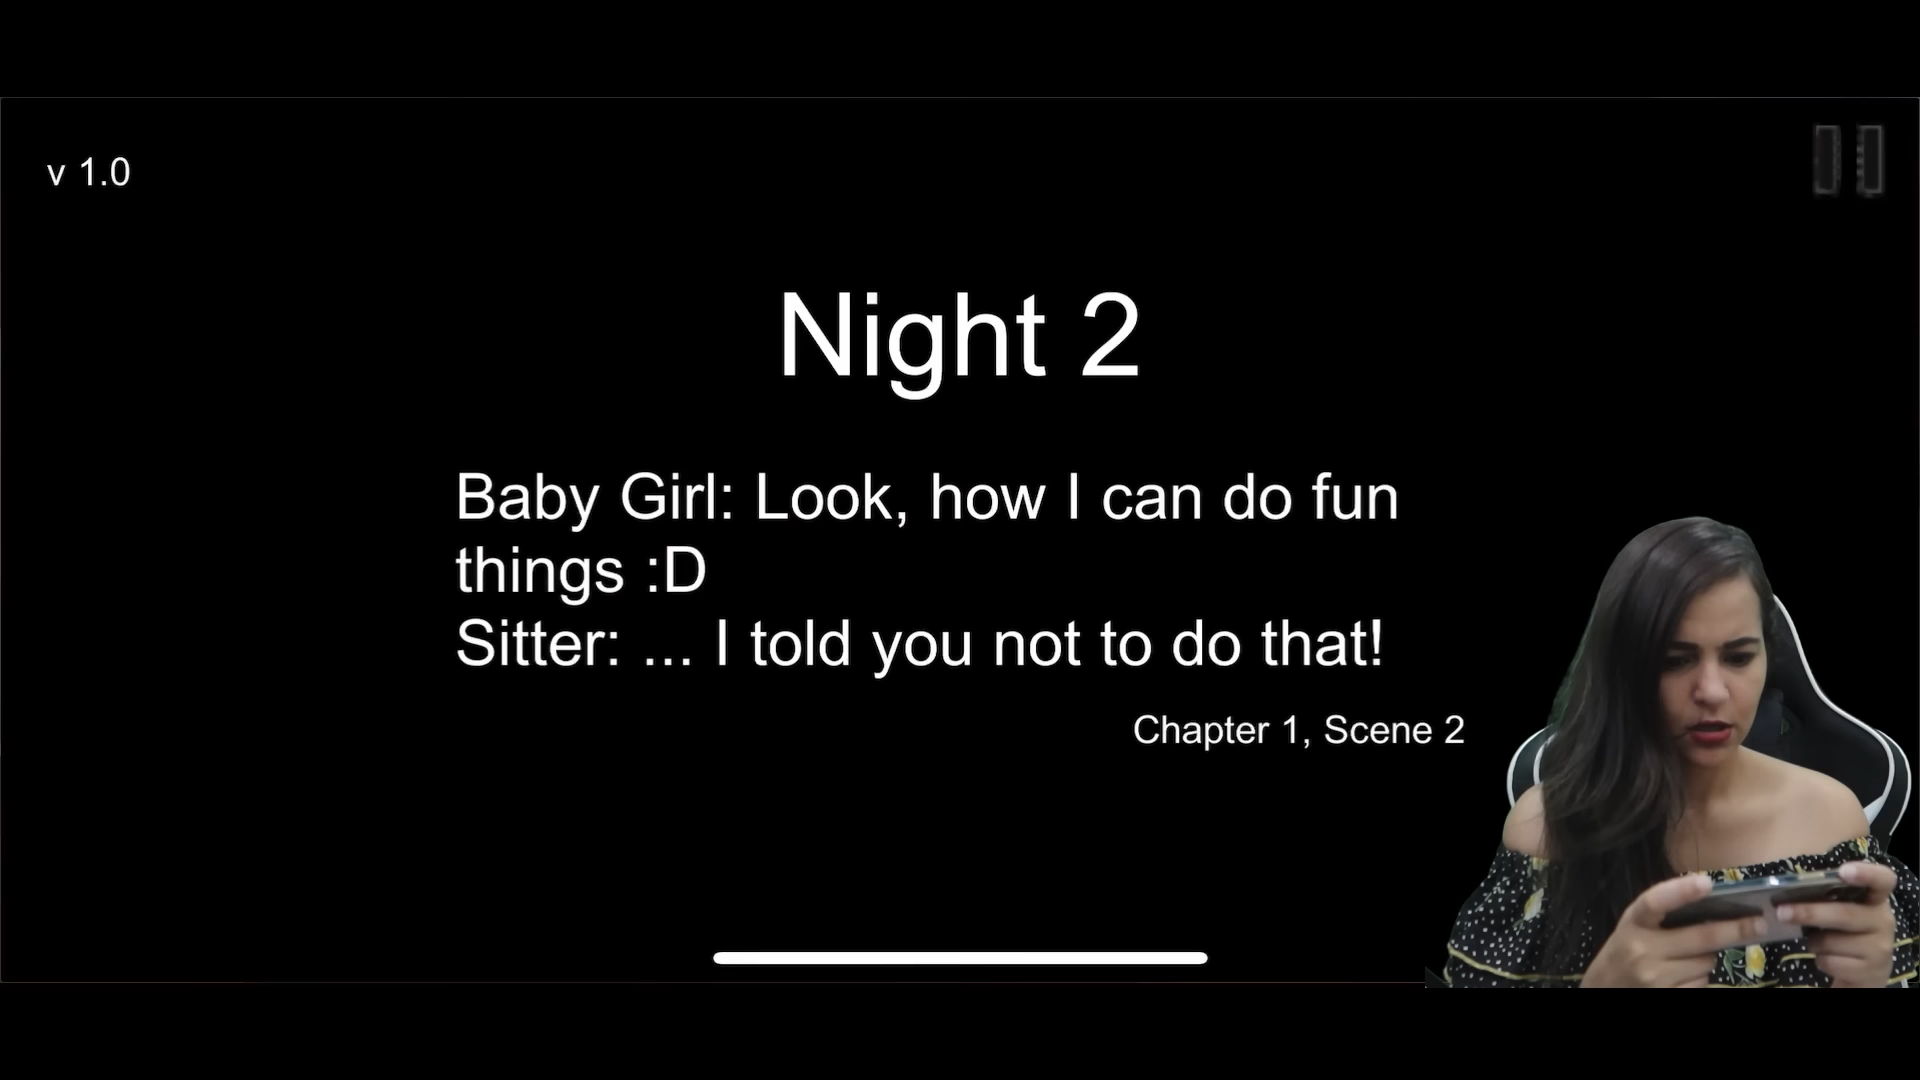 v 1.0
Night 2
Baby Girl: Look, how I can do fun
things :D
Sitter: ... I told you not to do that!
Chapter 1, Scene 2